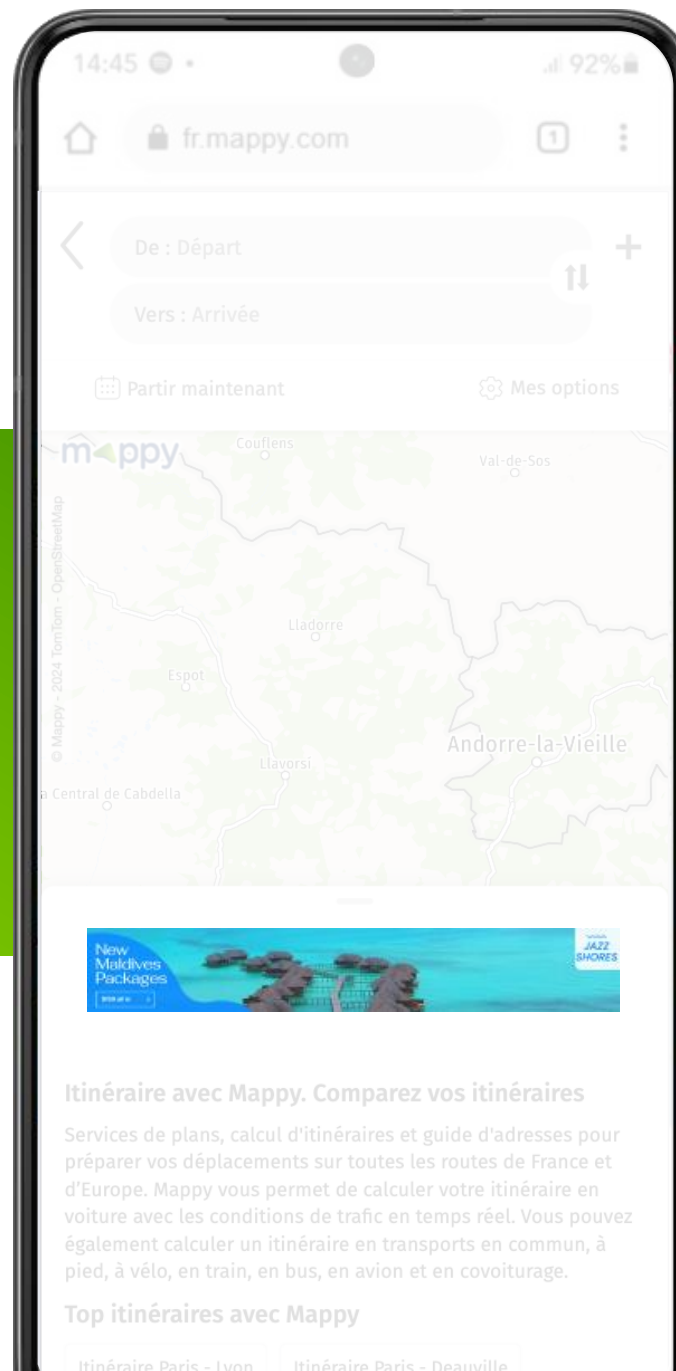 14:45
92%
fr.mappy.com
1
De : Départ
Vers : Arrivée
Partir maintenant
Mes options
mappy
Couflens
Val-de-Sos
© Mappy - 2024 TomTom - OpenStreetMap
Lladorre
Espot
Andorre-la-Vieille
Llavorsi
a Central de Cabdella
New
Maldives
Packages
JAZZ
SHORES
Itinéraire avec Mappy. Comparez vos itinéraires
Services de plans, calcul d'itinéraires et guide d'adresses pour
préparer vos déplacements sur toutes les routes de France et
d’Europe. Mappy vous permet de calculer votre itinéraire en
voiture avec les conditions de trafic en temps réel. Vous pouvez
également calculer un itinéraire en transports en commun, à
pied, à vélo, en train, en bus, en avion et en covoiturage.
Top itinéraires avec Mappy
Itinéraire Paris - Lyon
Itinéraire Paris - Deauville